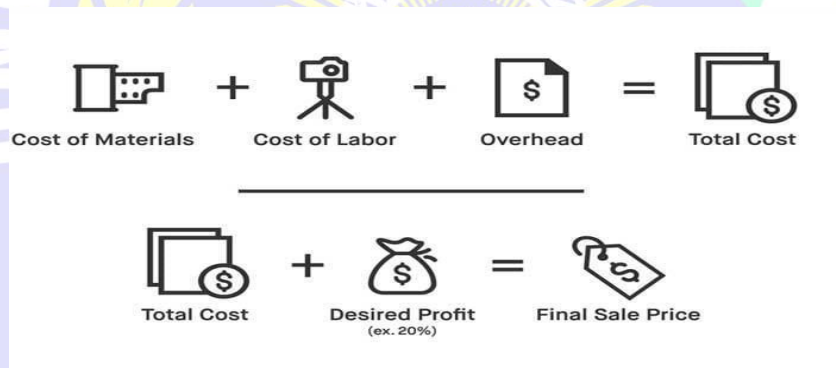 + + =
Cost of Materials Cost of Labor Overhead Total Cost
+ =
Total Cost Desired Profit Final Sale Price
(ex. 20%)